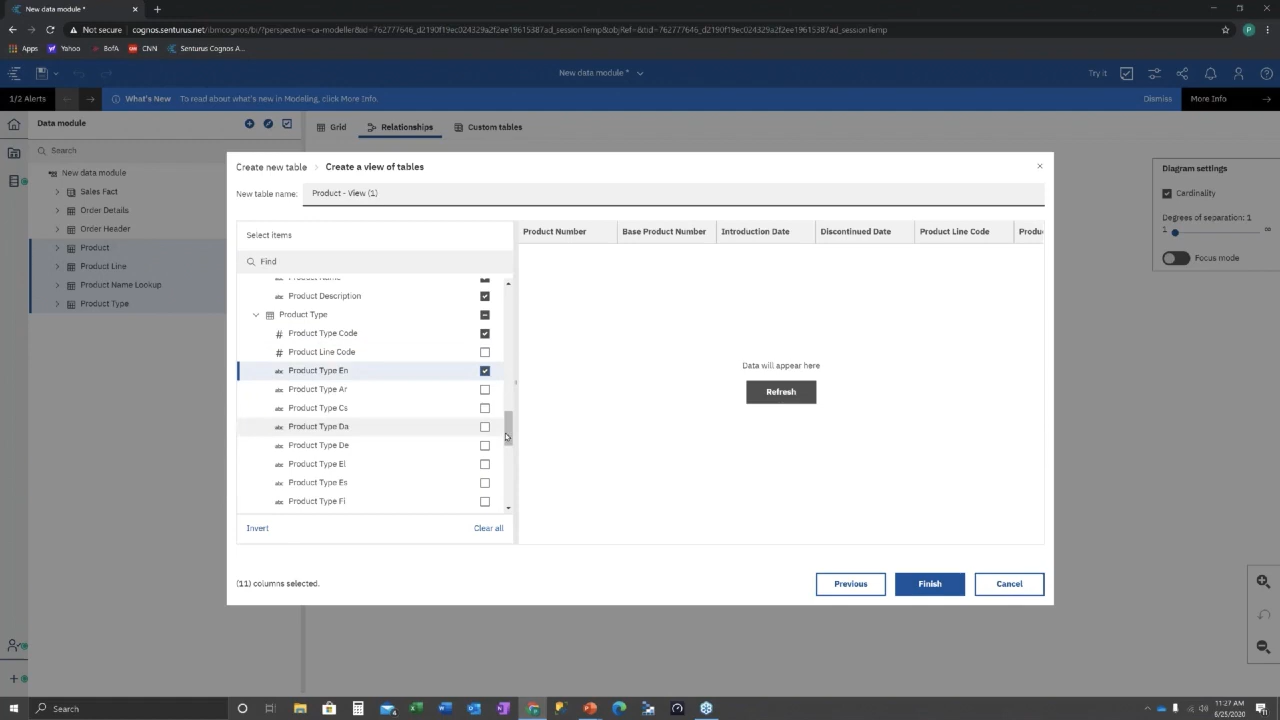 New data module *
Not secure
cognos.senturus.net/ibmcognos/bi/?perspective=ca-modeller&ad=762777646_d2190f19ec024329a2f2ee19615387ad_sessionTemp&objRef=&tid=762777646_d2190f19ec024329a2f2ee19615387ad_sessionTemp
P
Apps
Yahoo
BofA
CNN
Senturus Cognos A...
New data module *
Try it
1/2 Alerts
What's New
To read about what's new in Modeling, click More Info.
Dismiss
More Info
Data module
Grid
Relationships
Custom tables
Search
New data module
Sales Fact
Order Details
Order Header
Product
Product Line
Product Name Lookup
Product Type
Create new table
Create a view of tables
New table name:
Product - View (1)
Select items
Find
Product Description
Product Type
Product Type Code
Product Line Code
Product Type En
Product Type Ar
Product Type Cs
Product Type Da
Product Type De
Product Type El
Product Type Es
Product Type Fi
Invert
Clear all
Product Number
Base Product Number
Introduction Date
Discontinued Date
Product Line Code
Produ
Data will appear here
Refresh
(11) columns selected.
Previous
Finish
Cancel
Diagram settings
Cardinality
Degrees of separation: 1
1
∞
Focus mode
Search
11:27 AM
6/25/2020